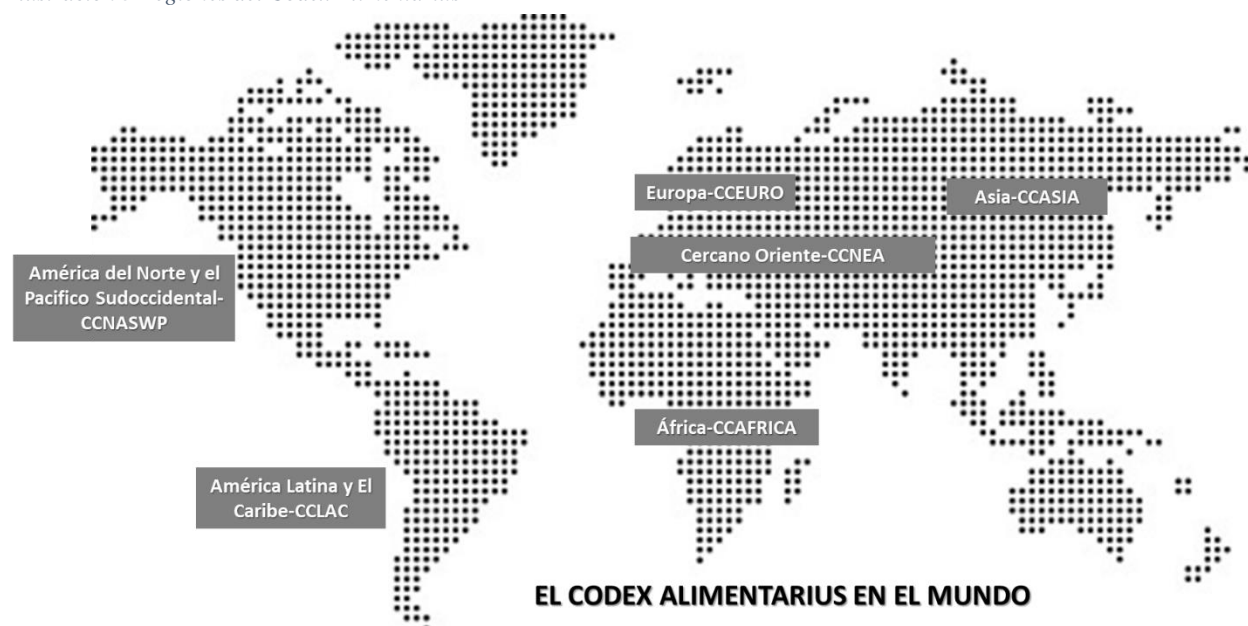 Europa-CCEURO
Asia-CCASIA
Cercano Oriente-CCNEA
América del Norte y el
Pacifico Sudoccidental-
CCNASWP
África-CCAFRICA
América Latina y El
Caribe-CCLAC
EL CODEX ALIMENTARIUS EN EL MUNDO